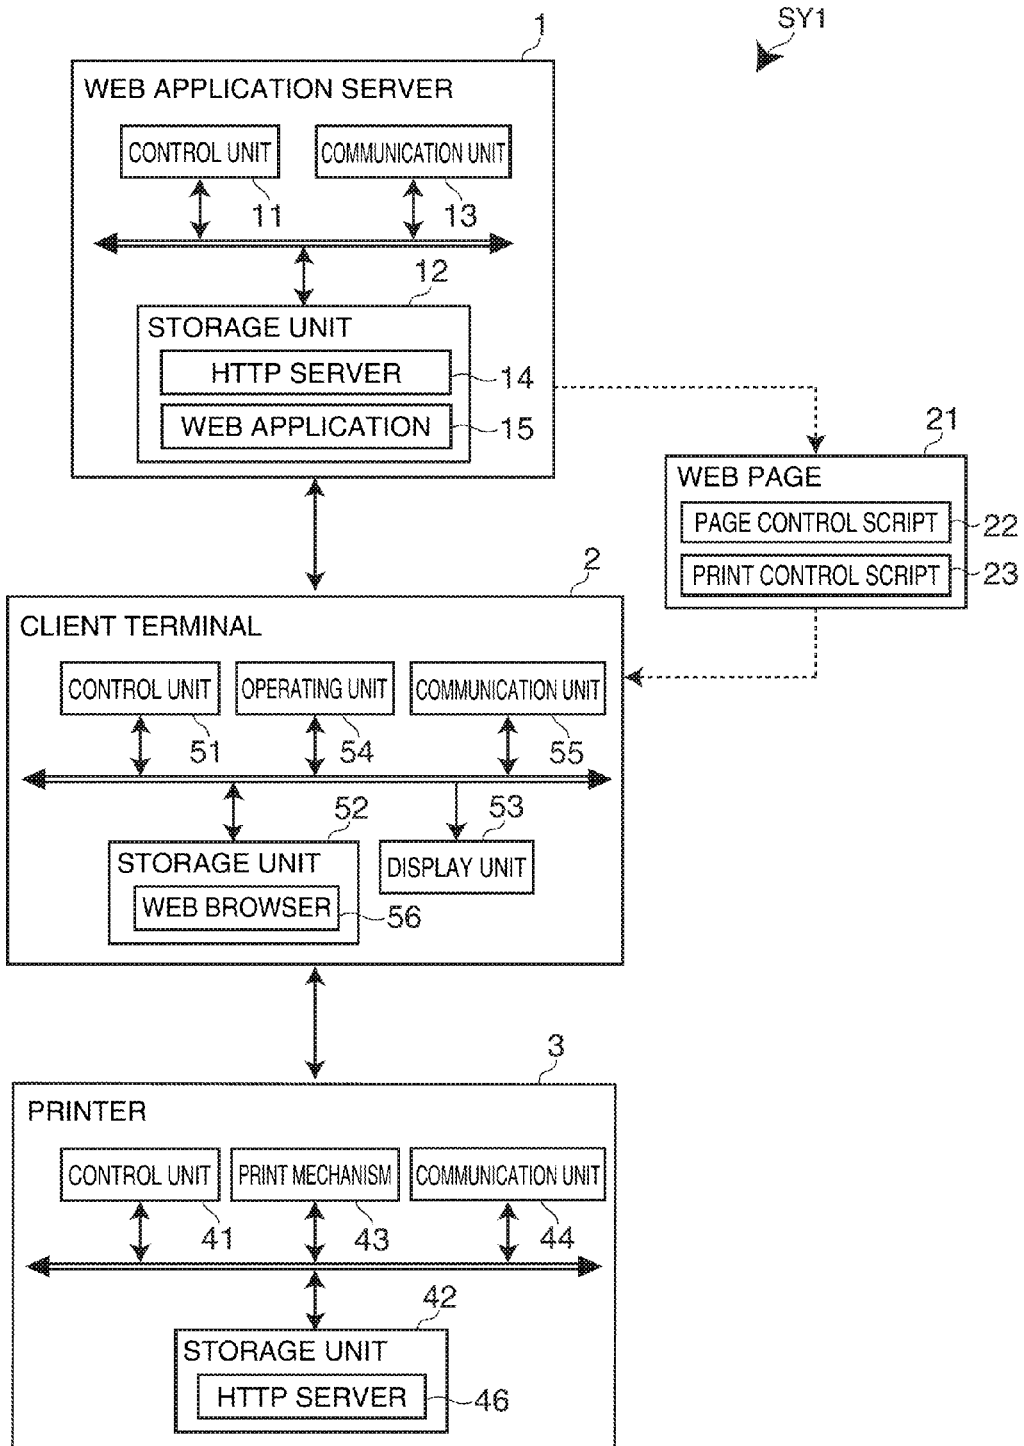 SY1
1
WEB APPLICATION SERVER
CONTROL UNIT
COMMUNICATION UNIT
11
13
12
STORAGE UNIT
HTTP SERVER
14
WEB APPLICATION
15
21
WEB PAGE
PAGE CONTROL SCRIPT
22
PRINT CONTROL SCRIPT
23
2
CLIENT TERMINAL
CONTROL UNIT
OPERATING UNIT
COMMUNICATION UNIT
51
54
55
52
53
STORAGE UNIT
DISPLAY UNIT
WEB BROWSER
56
3
PRINTER
CONTROL UNIT
PRINT MECHANISM
COMMUNICATION UNIT
41
43
44
42
STORAGE UNIT
HTTP SERVER
46